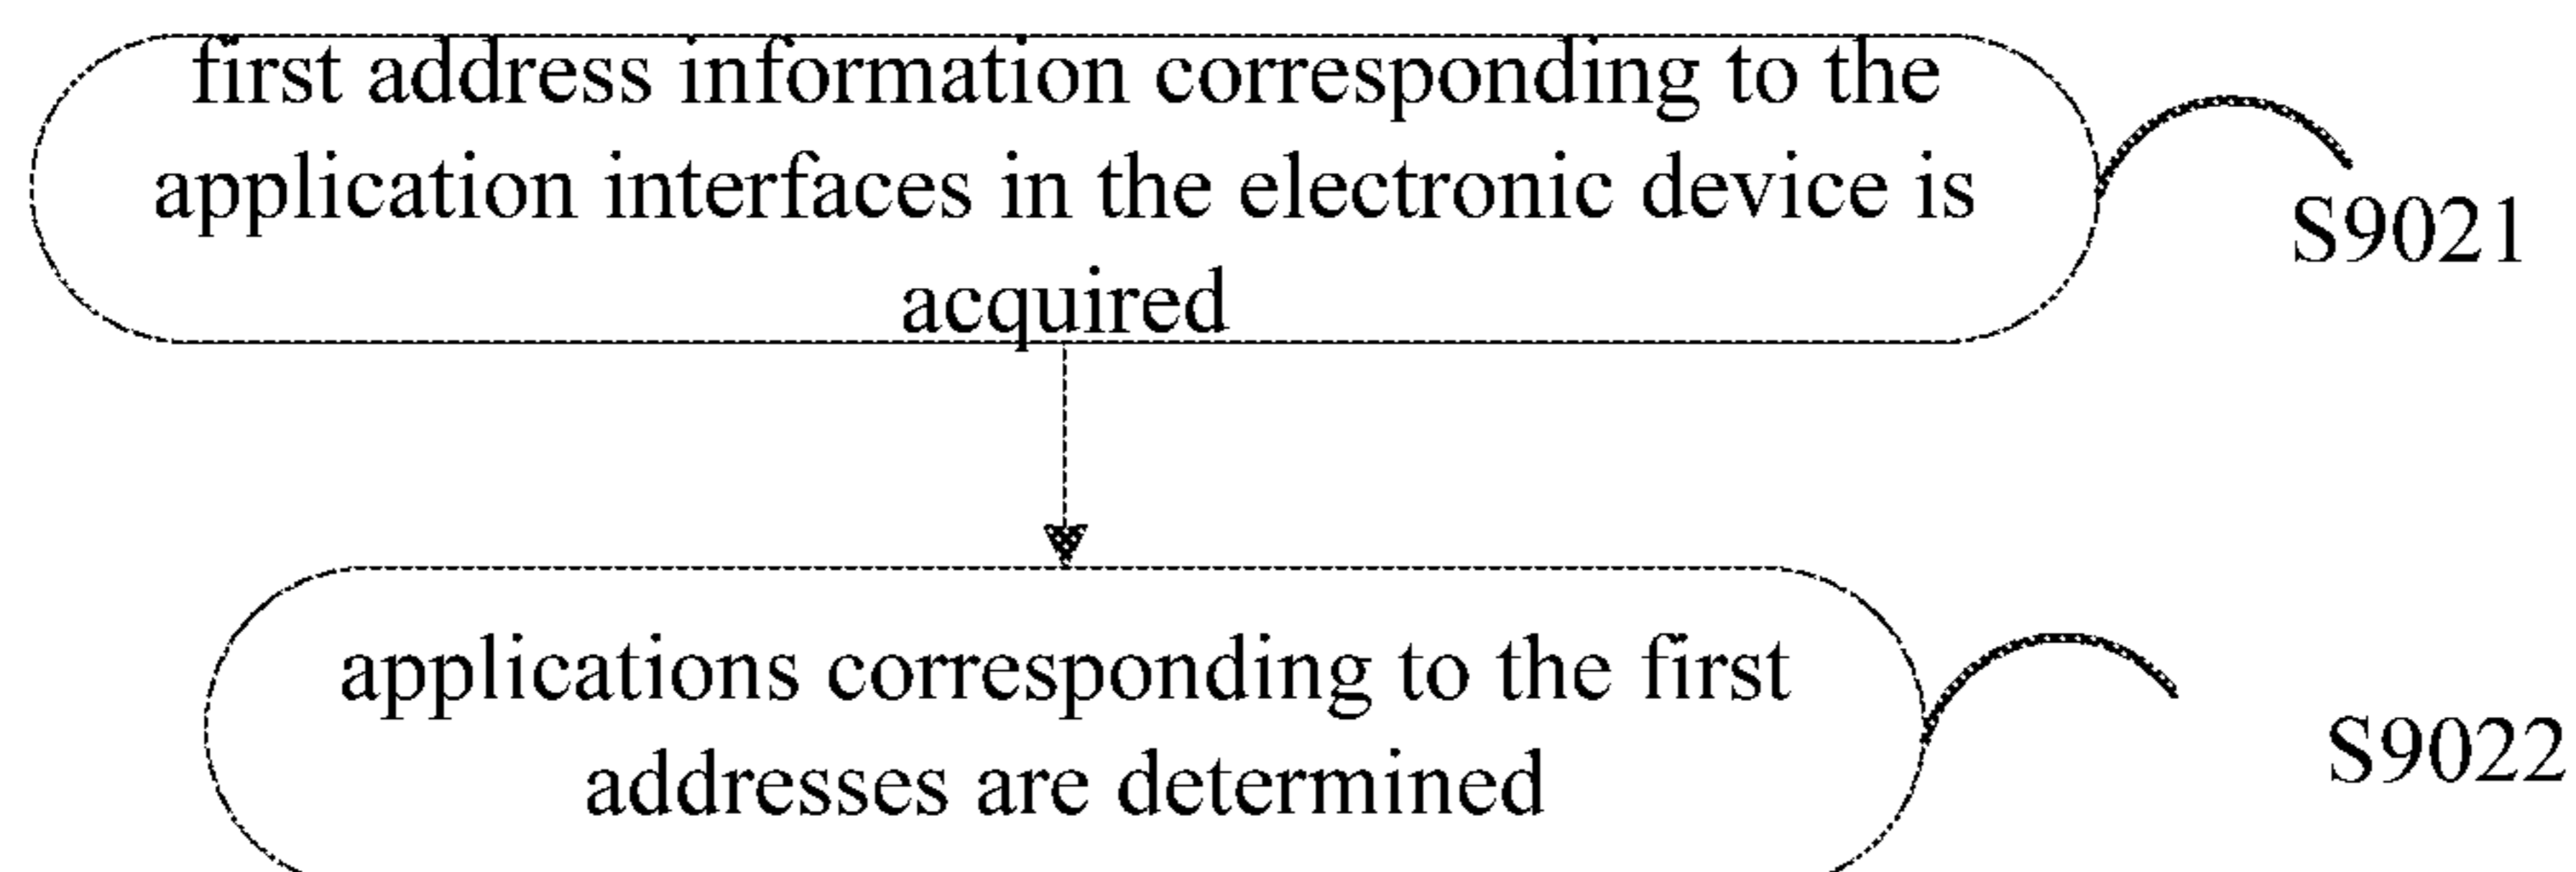 first address information corresponding to the
application interfaces in the electronic device is
acquired
S9021
applications corresponding to the first
addresses are determined
S9022